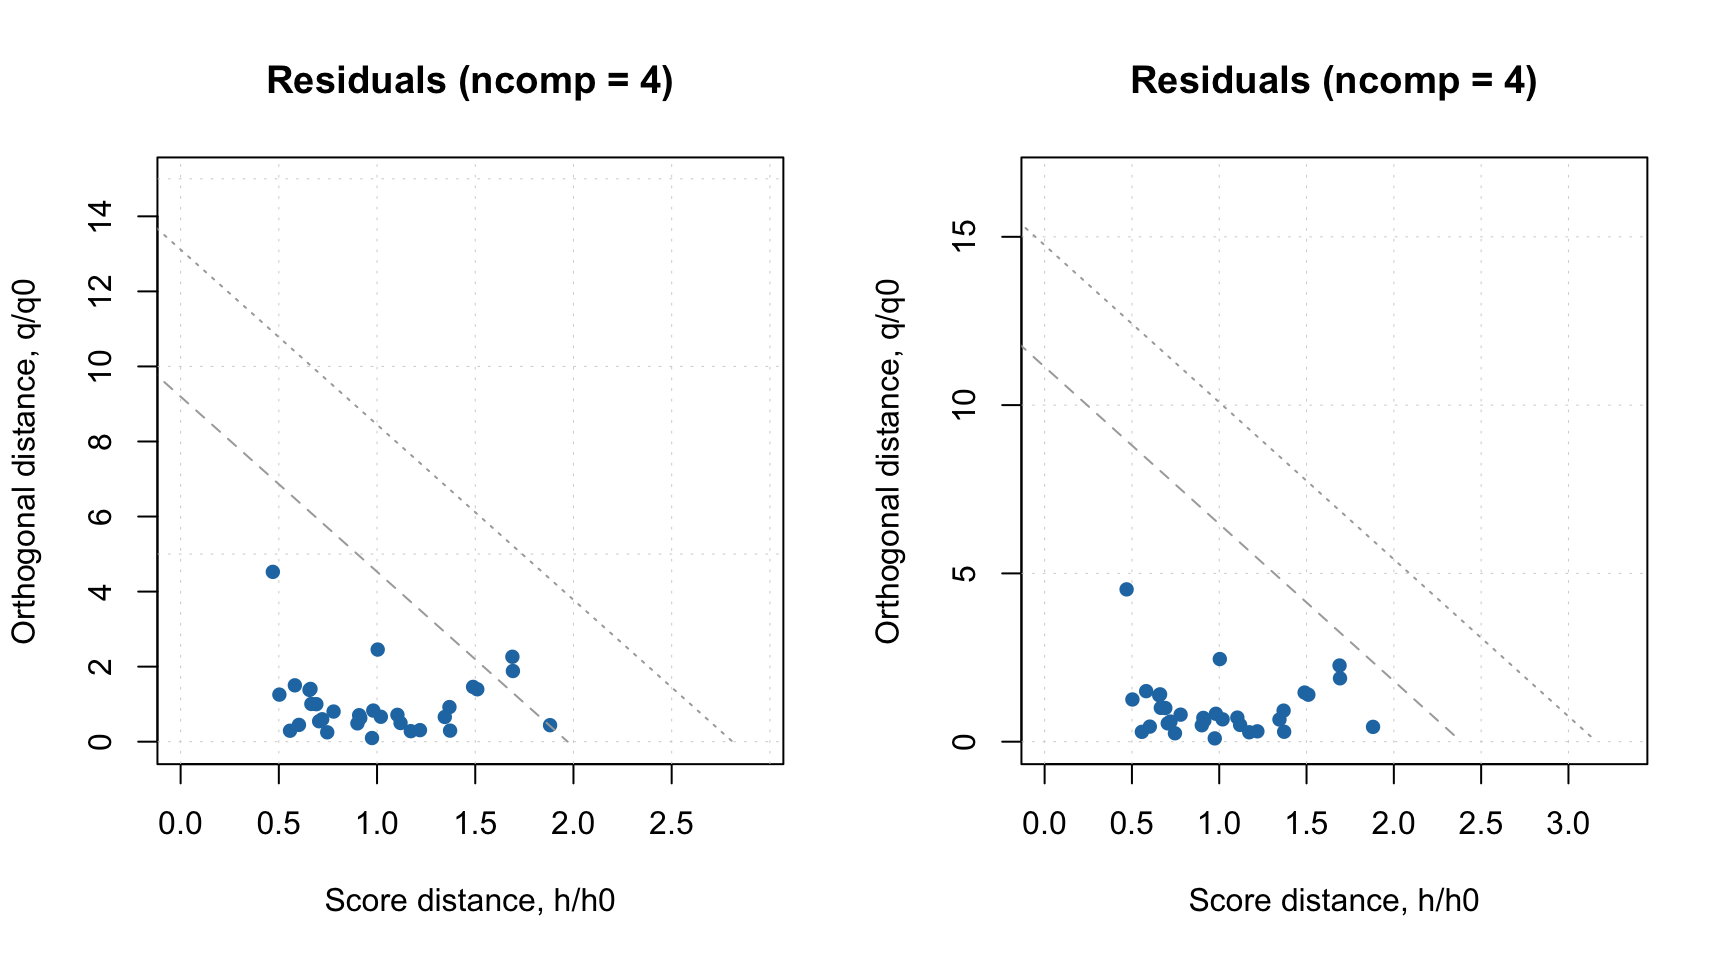 Residuals (ncomp = 4)
Orthogonal distance, q/q0
14
12
10
8
6
4
2
0
0.0 0.5 1.0 1.5 2.0 2.5
Score distance, h/h0
Residuals (ncomp = 4)
Orthogonal distance, q/q0
15
10
5
0
0.0 0.5 1.0 1.5 2.0 2.5 3.0
Score distance, h/h0